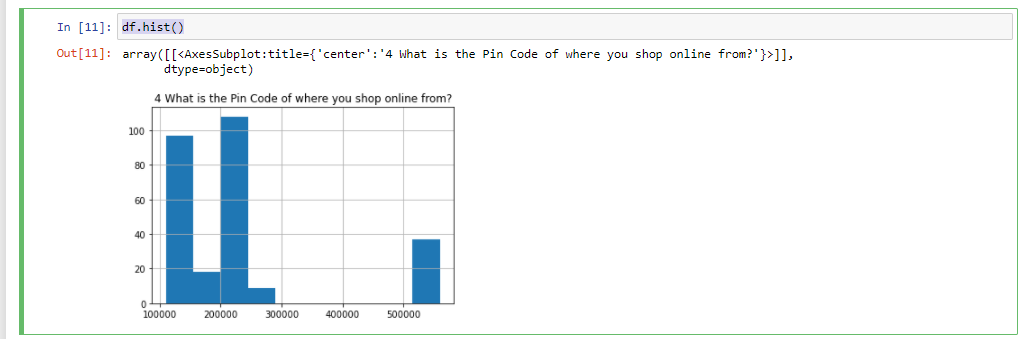 In [11]: df.hist()
Out[11]: array([[<AxesSubplot:title={'center':'4 What is the Pin Code of where you shop online from?'}>]],
dtype=object)
4 What is the Pin Code of where you shop online from?
100
80
60
40
20
0
100000 200000 300000 400000 500000